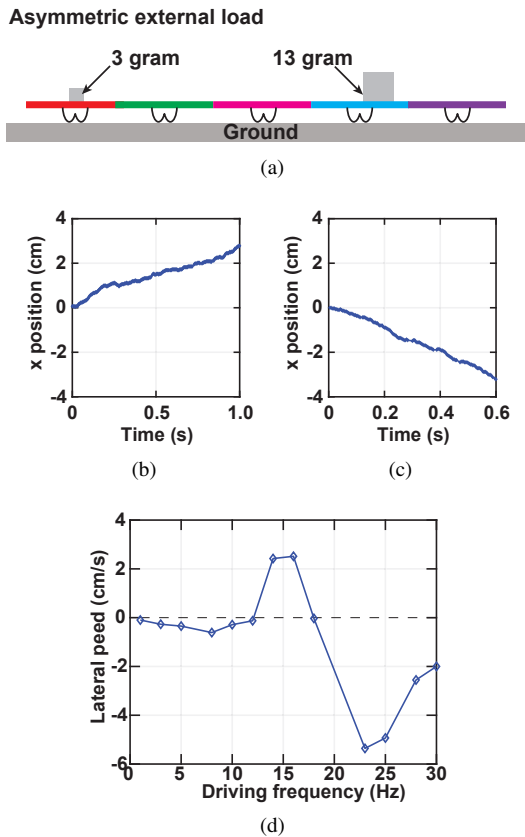 Asymmetric external load
3 gram 13 gram
Ground
(a)
4
2
0
-2
-4
x position (cm)
0 0.5 1.0
Time (s)
(b)
4
2
0
-2
-4
x position (cm)
0 0.2 0.4 0.6
Time (s)
(c)
4
2
0
-2
-4
-6
Lateral peed (cm/s)
0 5 10 15 20 25 30
Driving frequency (Hz)
(d)